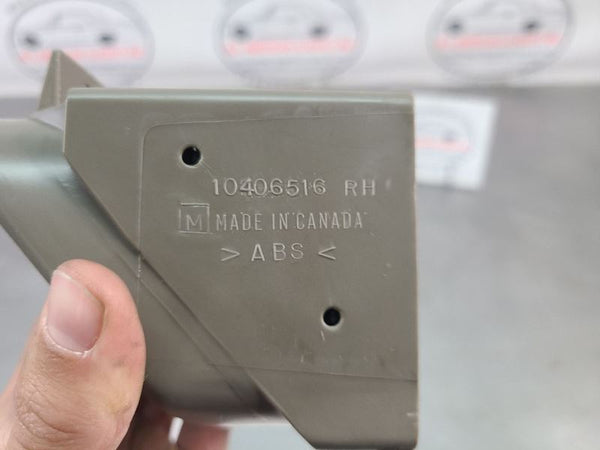 10406516 RH
M MADE IN CANADA
> ABS <